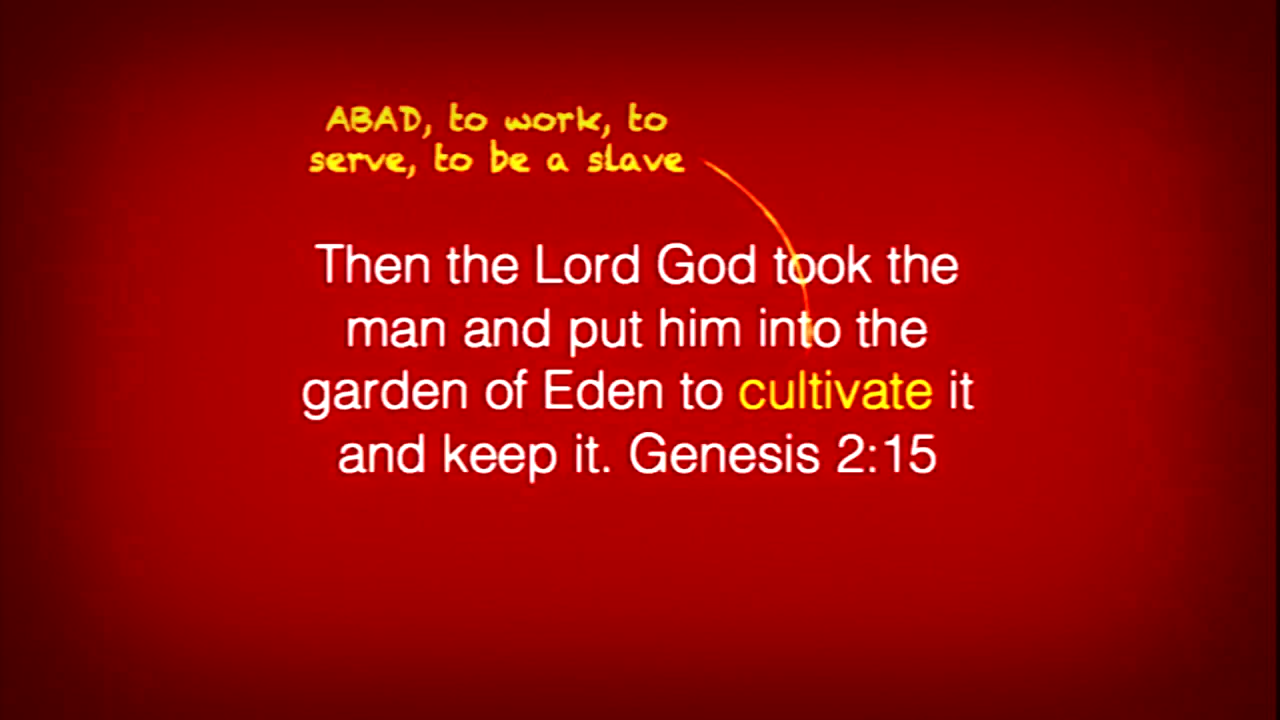 ABAD, to work, to
serve, to be a slave
Then the Lord God took the
man and put him into the
garden of Eden to cultivate it
and keep it. Genesis 2:15